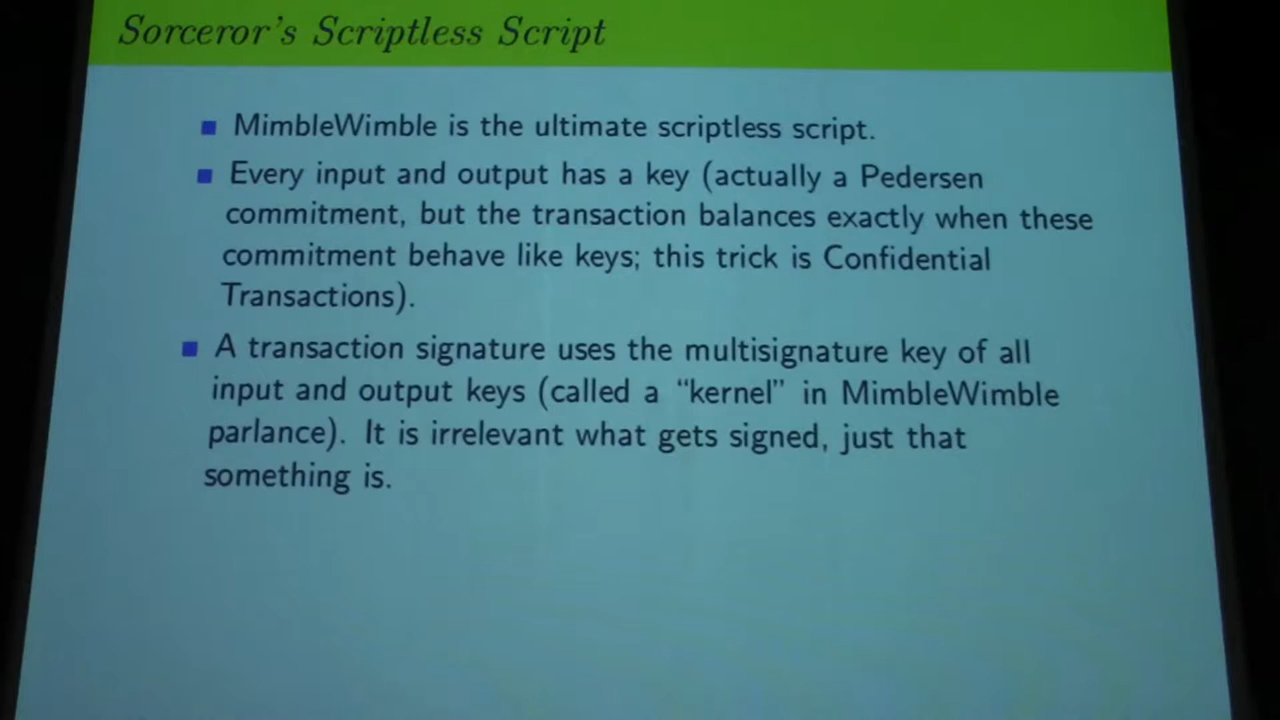 Sorceror's Scriptless Script
MimbleWimble is the ultimate scriptless script.
Every input and output has a key (actually a Pedersen
commitment, but the transaction balances exactly when these
commitment behave like keys; this trick is Confidential
Transactions).
A transaction signature uses the multisignature key of all
input and output keys (called a “kernel” in MimbleWimble
parlance). It is irrelevant what gets signed, just that
something is.